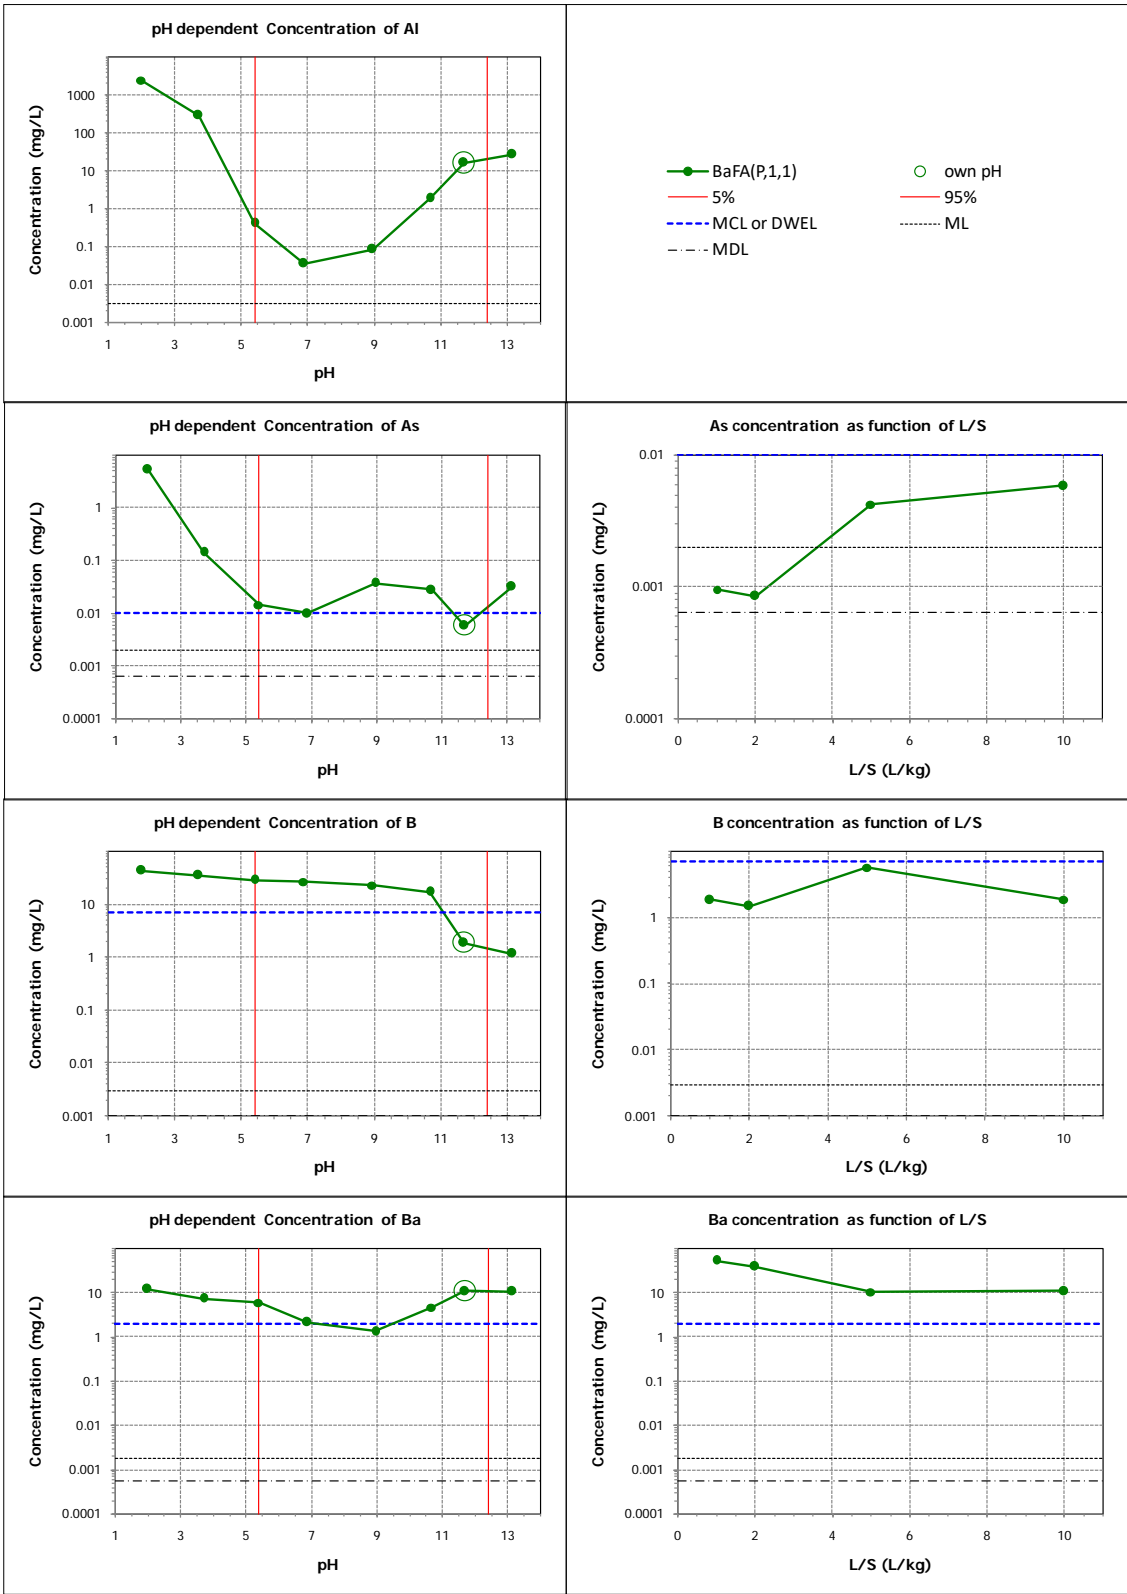 pH dependent Concentration of Al
Concentration (mg/L)
1000
100
10
1
0.1
0.01
0.001
1 3 5 7 9 11 13
pH
BaFA(P,1,1) own pH
5% 95%
MCL or DWEL ML
MDL
pH dependent Concentration of As
Concentration (mg/L)
1
0.1
0.01
0.001
0.0001
1 3 5 7 9 11 13
pH
As concentration as function of L/S
Concentration (mg/L)
0.01
0.001
0.0001
0 2 4 6 8 10
L/S (L/kg)
pH dependent Concentration of B
Concentration (mg/L)
10
1
0.1
0.01
0.001
1 3 5 7 9 11 13
pH
B concentration as function of L/S
Concentration (mg/L)
1
0.1
0.01
0.001
0 2 4 6 8 10
L/S (L/kg)
pH dependent Concentration of Ba
Concentration (mg/L)
10
1
0.1
0.01
0.001
0.0001
1 3 5 7 9 11 13
pH
Ba concentration as function of L/S
Concentration (mg/L)
10
1
0.1
0.01
0.001
0.0001
0 2 4 6 8 10
L/S (L/kg)